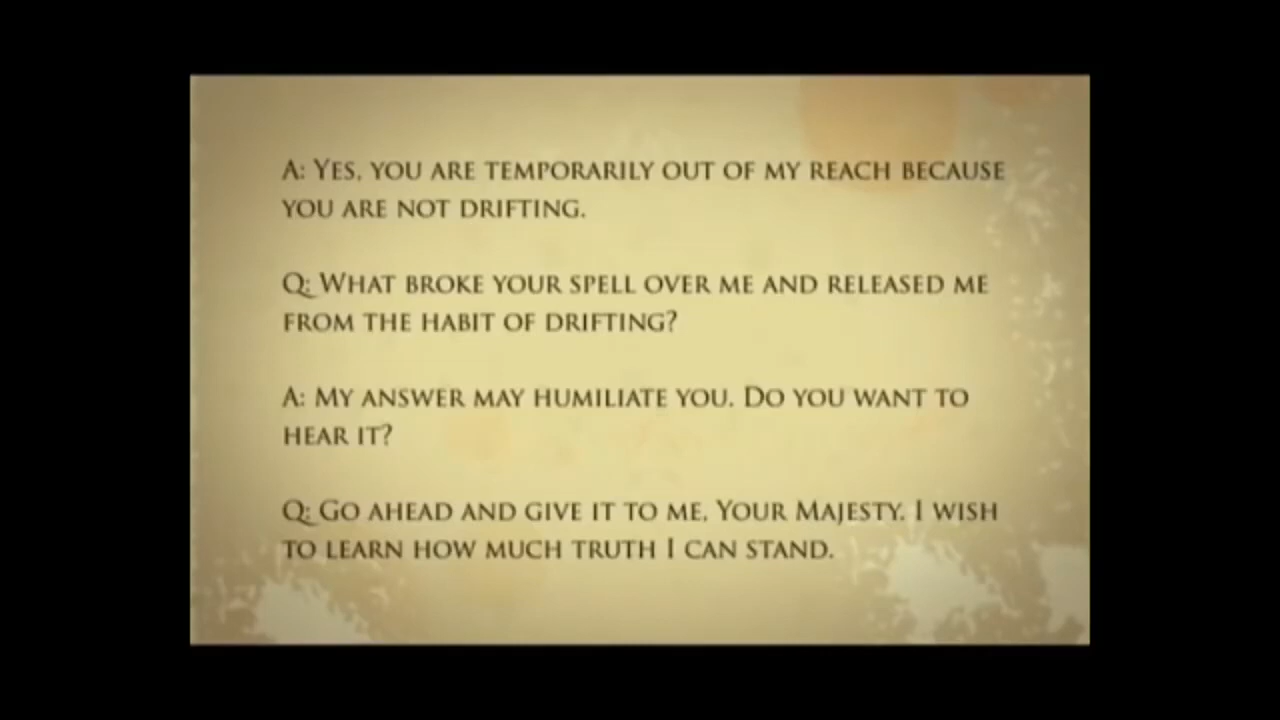 A: Yes, you are temporarily out of my reach because
you are not drifting.
Q: What broke your spell over me and released me
from the habit of drifting?
A: My answer may humiliate you. Do you want to
hear it?
Q: Go ahead and give it to me, Your Majesty. I wish
to learn how much truth I can stand.